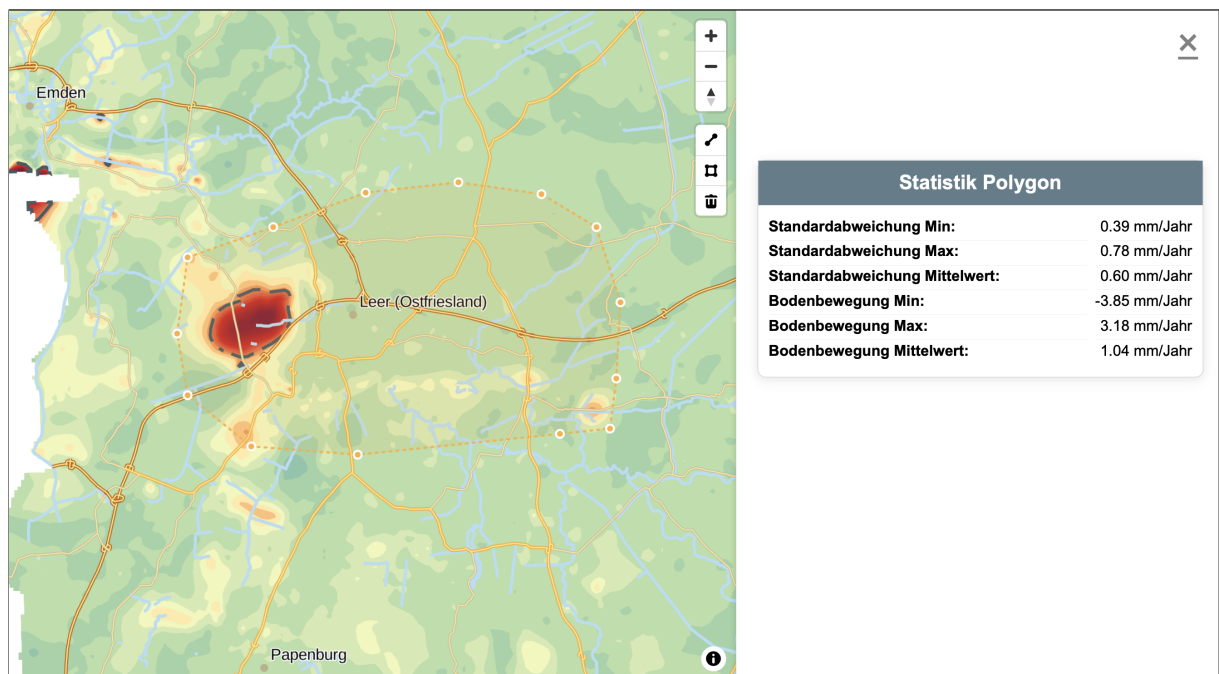 Emden
Leer (Ostfriesland)
Papenburg
Statistik Polygon
Standardabweichung Min: 0.39 mm/Jahr
Standardabweichung Max: 0.78 mm/Jahr
Standardabweichung Mittelwert: 0.60 mm/Jahr
Bodenbewegung Min: -3.85 mm/Jahr
Bodenbewegung Max: 3.18 mm/Jahr
Bodenbewegung Mittelwert: 1.04 mm/Jahr